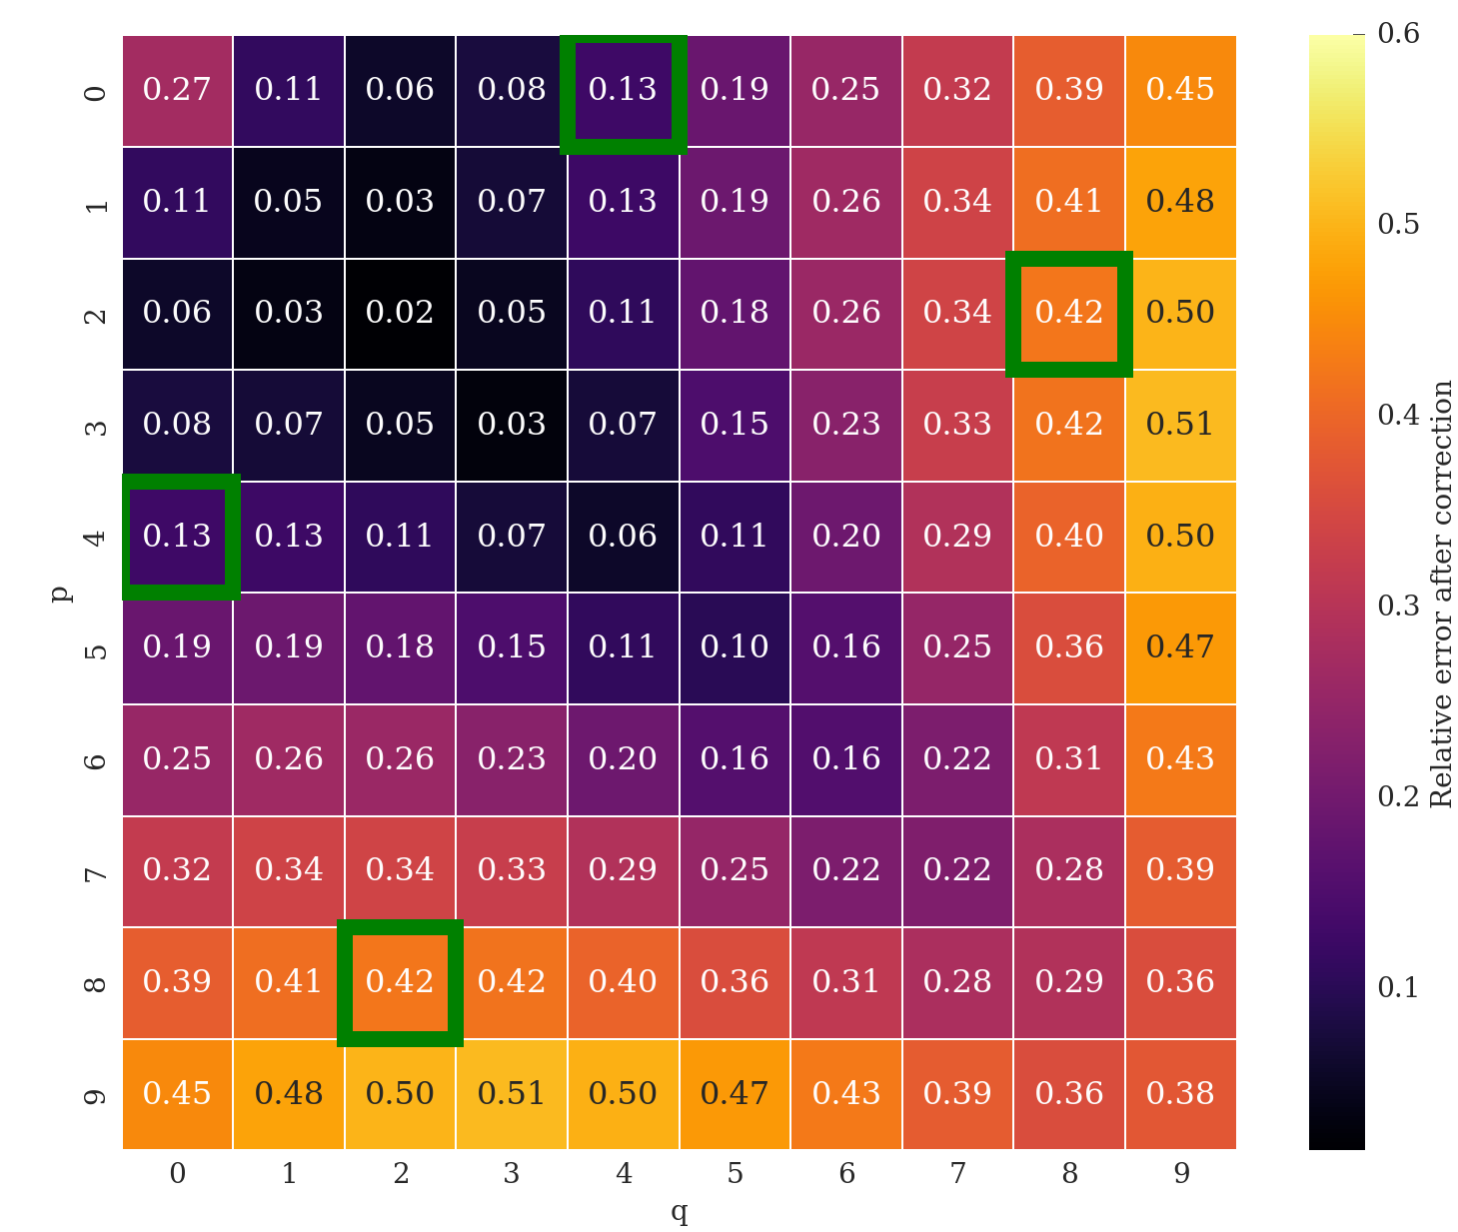 0 0.27 0.11 0.06 0.08 0.13 0.19 0.25 0.32 0.39 0.45
1 0.11 0.05 0.03 0.07 0.13 0.19 0.26 0.34 0.41 0.48
2 0.06 0.03 0.02 0.05 0.11 0.18 0.26 0.34 0.42 0.50
3 0.08 0.07 0.05 0.03 0.07 0.15 0.23 0.33 0.42 0.51
4 0.13 0.13 0.11 0.07 0.06 0.11 0.20 0.29 0.40 0.50
5 0.19 0.19 0.18 0.15 0.11 0.10 0.16 0.25 0.36 0.47
6 0.25 0.26 0.26 0.23 0.20 0.16 0.16 0.22 0.31 0.43
7 0.32 0.34 0.34 0.33 0.29 0.25 0.22 0.22 0.28 0.39
8 0.39 0.41 0.42 0.42 0.40 0.36 0.31 0.28 0.29 0.36
9 0.45 0.48 0.50 0.51 0.50 0.47 0.43 0.39 0.36 0.38
0 1 2 3 4 5 6 7 8 9
q
p
0.6
0.5
0.4
0.3
0.2
0.1
Relative error after correction